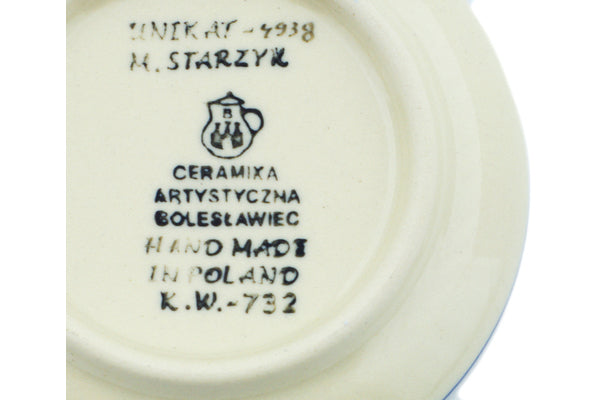 UNIKAT-4938
M. STARZYK
B
CERAMIKA
ARTYSTYCZNA
BOLESŁAWIEC
HAND MADE
IN POLAND
K.W.-732